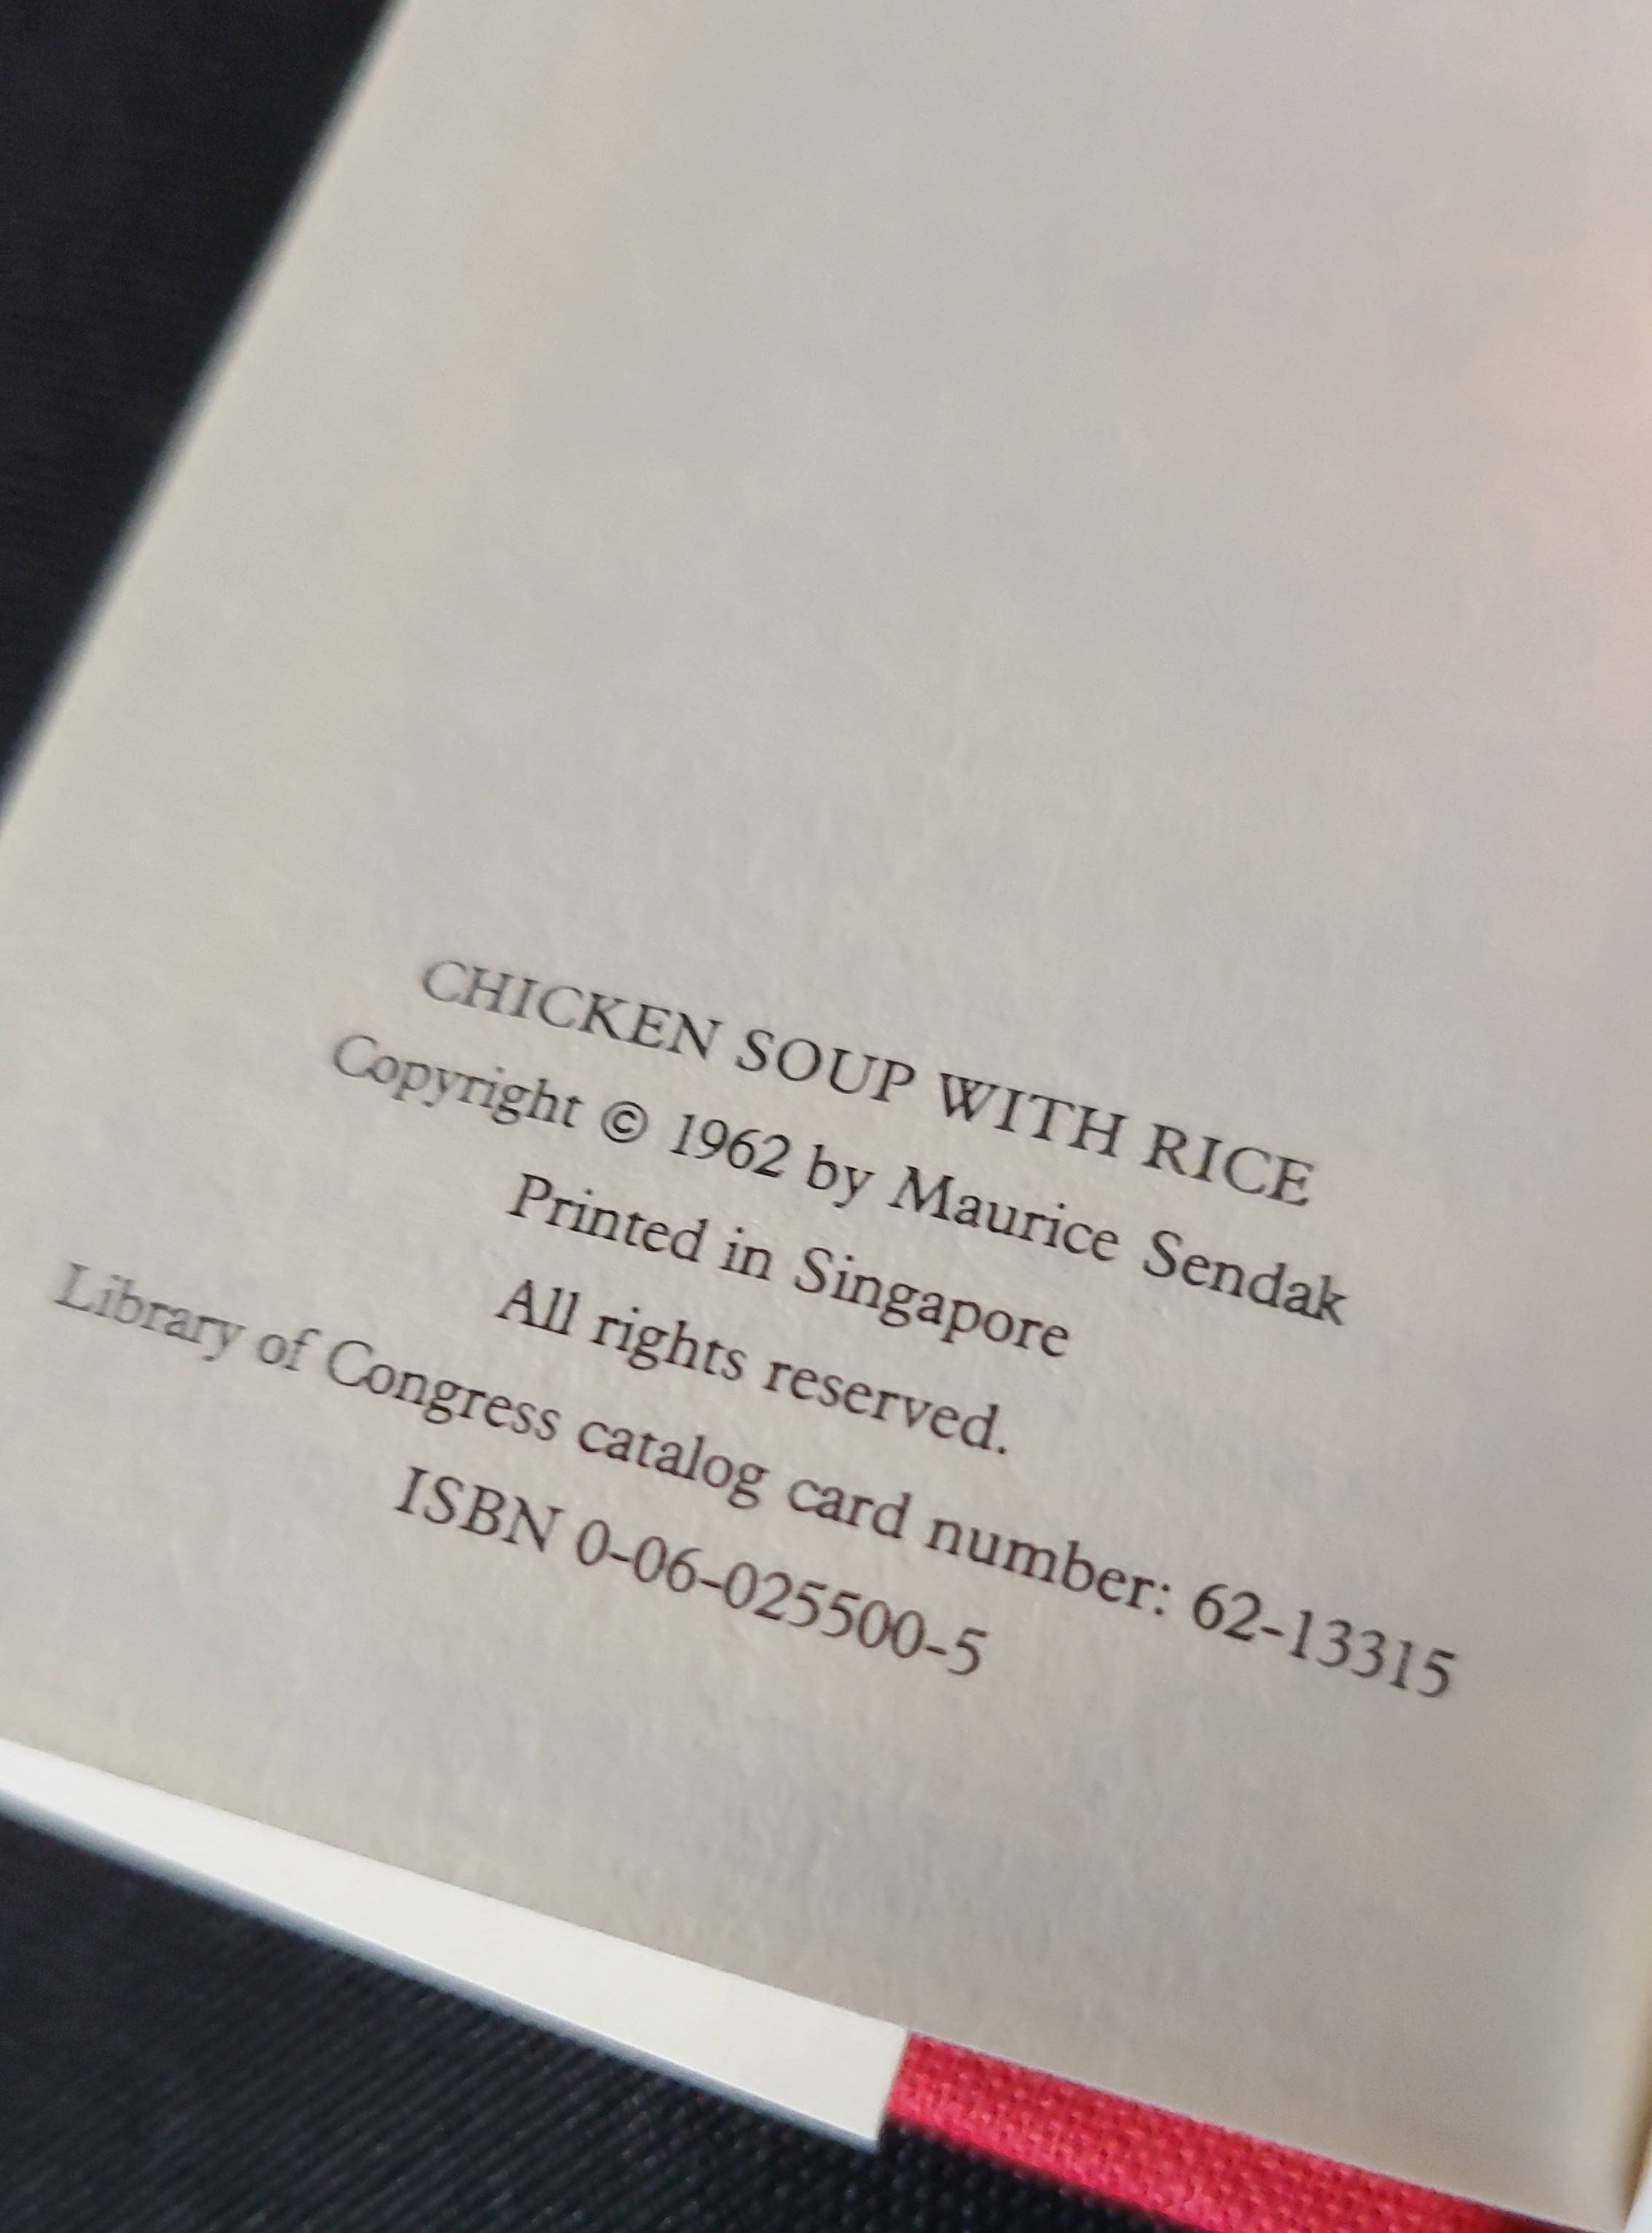 CHICKEN SOUP WITH RICE
Copyright © 1962 by Maurice Sendak
Printed in Singapore
All rights reserved.
Library of Congress catalog card number: 62-13315
ISBN 0-06-025500-5